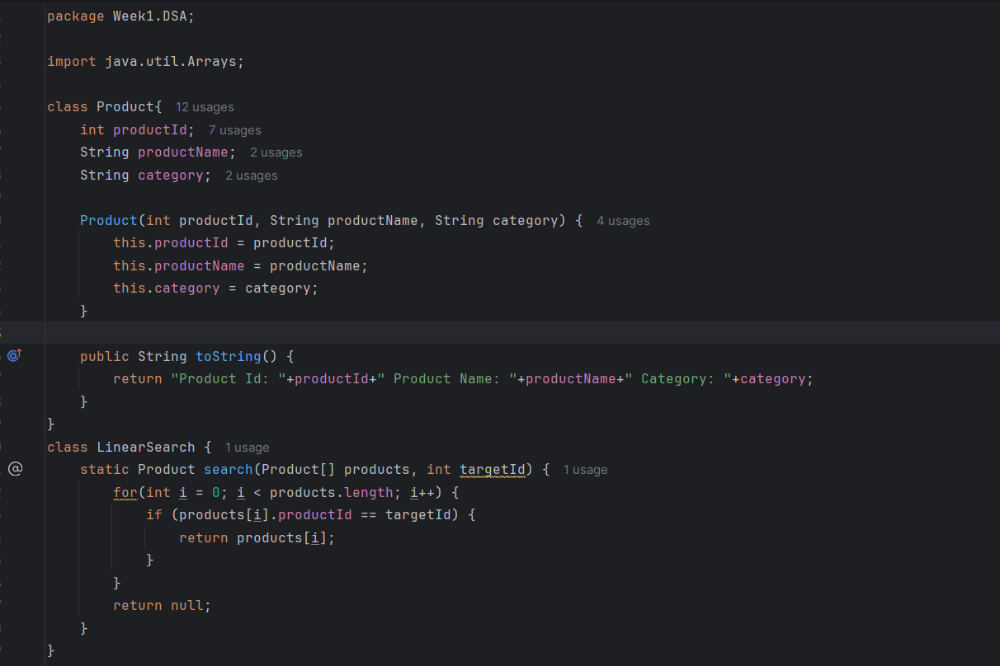 package Week1.DSA;
import java.util.Arrays;
class Product{ 12 usages
    int productId; 7 usages
    String productName; 2 usages
    String category; 2 usages
    Product(int productId, String productName, String category) { 4 usages
        this.productId = productId;
        this.productName = productName;
        this.category = category;
    }
    public String toString() {
        return "Product Id: "+productId+" Product Name: "+productName+" Category: "+category;
    }
}
class LinearSearch { 1 usage
    static Product search(Product[] products, int targetId) { 1 usage
        for(int i = 0; i < products.length; i++) {
            if (products[i].productId == targetId) {
                return products[i];
            }
        }
        return null;
    }
}